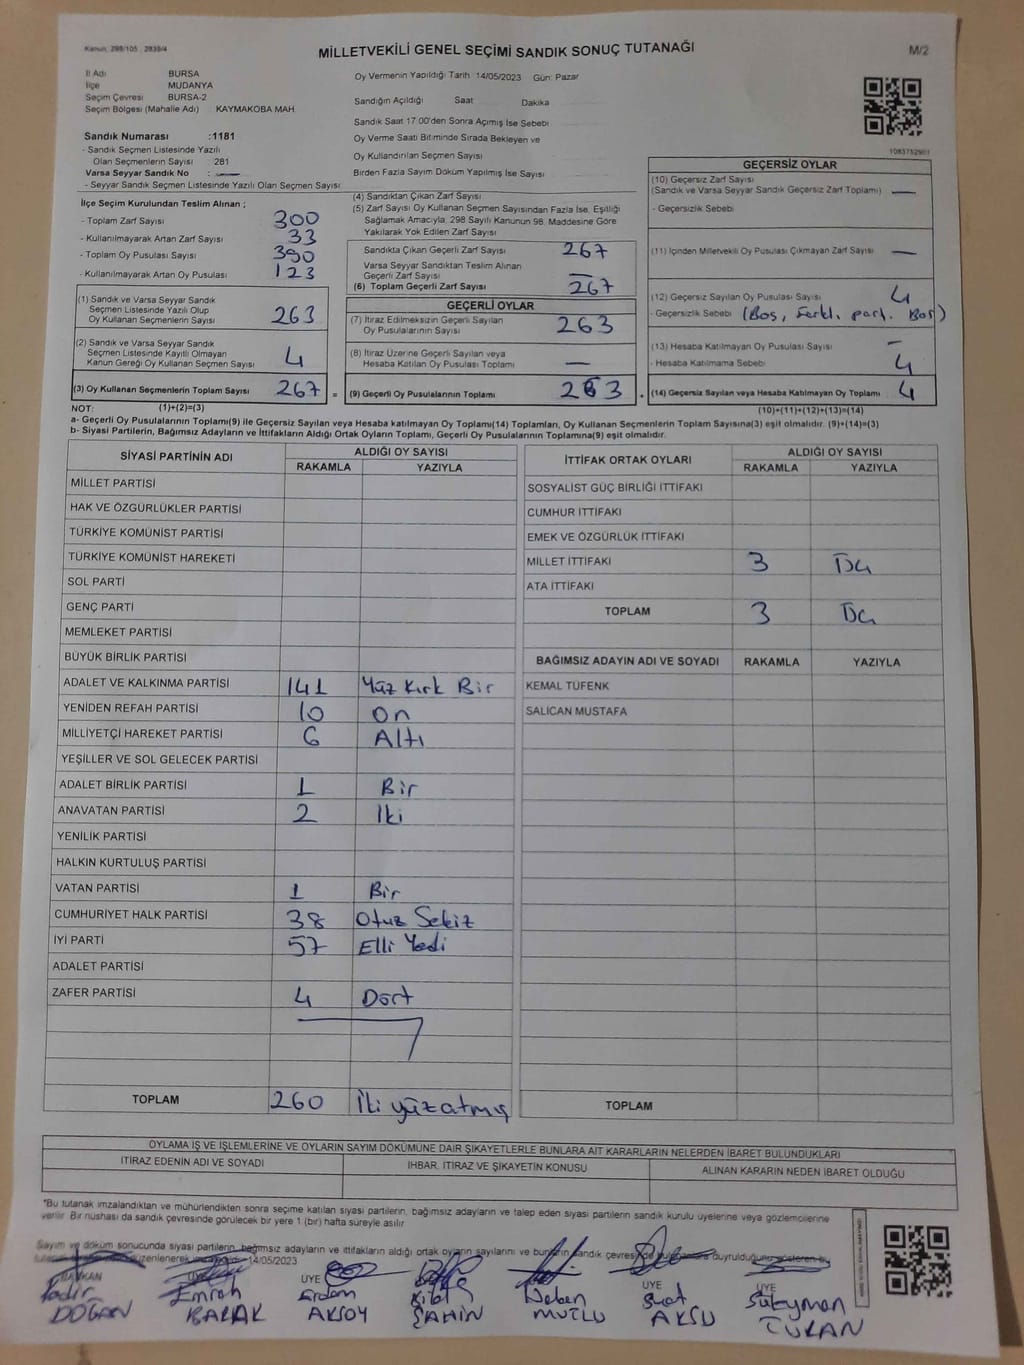 Kanun: 298/105 , 2839/4
MİLLETVEKİLİ GENEL SEÇİMİ SANDIK SONUÇ TUTANAĞI
M/2
İl Adı BURSA
İlçe MUDANYA
Seçim Çevresi BURSA-2
Seçim Bölgesi (Mahalle Adı) KAYMAKOBA MAH.
Oy Vermenin Yapıldığı Tarih 14/05/2023 Gün: Pazar
Sandığın Açıldığı Saat Dakika
Sandık Saat 17:00'den Sonra Açımış İse Sebebi
Oy Verme Saati Bitiminde Sırada Bekleyen ve
Oy Kullandırılan Seçmen Sayısı
Birden Fazla Sayım Döküm Yapılmış İse Sayısı
Sandık Numarası :1181
- Sandık Seçmen Listesinde Yazılı
Olan Seçmenlerin Sayısı : 281
Varsa Seyyar Sandık No :
- Seyyar Sandık Seçmen Listesinde Yazılı Olan Seçmen Sayısı
İlçe Seçim Kurulundan Teslim Alınan ;
- Toplam Zarf Sayısı 300
- Kullanılmayarak Artan Zarf Sayısı 33
- Toplam Oy Pusulası Sayısı 390
- Kullanılmayarak Artan Oy Pusulası 123
(1) Sandık ve Varsa Seyyar Sandık
Seçmen Listesinde Yazılı Olup
Oy Kullanan Seçmenlerin Sayısı 263
(2) Sandık ve Varsa Seyyar Sandık
Seçmen Listesinde Kayıtlı Olmayan
Kanun Gereği Oy Kullanan Seçmen Sayısı 4
(3) Oy Kullanan Seçmenlerin Toplam Sayısı 267
(4) Sandıktan Çıkan Zarf Sayısı
(5) Zarf Sayısı Oy Kullanan Seçmen Sayısından Fazla İse, Eşitliği
Sağlamak Amacıyla, 298 Sayılı Kanunun 98. Maddesine Göre
Yakılarak Yok Edilen Zarf Sayısı
Sandıkta Çıkan Geçerli Zarf Sayısı 267
Varsa Seyyar Sandıktan Teslim Alınan
Geçerli Zarf Sayısı —
(6) Toplam Geçerli Zarf Sayısı 267
GEÇERLİ OYLAR
(7) İtiraz Edilmeksizin Geçerli Sayılan
Oy Pusulalarının Sayısı 263
(8) İtiraz Üzerine Geçerli Sayılan veya
Hesaba Katılan Oy Pusulası Toplamı —
= (9) Geçerli Oy Pusulalarının Toplamı 263
1083752901
GEÇERSİZ OYLAR
(10) Geçersiz Zarf Sayısı
(Sandık ve Varsa Seyyar Sandık Geçersiz Zarf Toplamı) —
- Geçersizlik Sebebi
(11) İçinden Milletvekili Oy Pusulası Çıkmayan Zarf Sayısı —
(12) Geçersiz Sayılan Oy Pusulası Sayısı 4
- Geçersizlik Sebebi (Boş, Farkl. part. Bas)
(13) Hesaba Katılmayan Oy Pusulası Sayısı —
- Hesaba Katılmama Sebebi 4
(14) Geçersiz Sayılan veya Hesaba Katılmayan Oy Toplamı 4
NOT: (1)+(2)=(3)
(10)+(11)+(12)+(13)=(14)
a- Geçerli Oy Pusulalarının Toplamı(9) ile Geçersiz Sayılan veya Hesaba Katılmayan Oy Toplamı(14) Toplamları, Oy Kullanan Seçmenlerin Toplam Sayısına(3) eşit olmalıdır. (9)+(14)=(3)
b- Siyasi Partilerin, Bağımsız Adayların ve İttifakların Aldığı Ortak Oyların Toplamı, Geçerli Oy Pusulalarının Toplamına(9) eşit olmalıdır.
SİYASİ PARTİNİN ADI ALDIĞI OY SAYISI
RAKAMLA YAZIYLA
MİLLET PARTİSİ
HAK VE ÖZGÜRLÜKLER PARTİSİ
TÜRKİYE KOMÜNİST PARTİSİ
TÜRKİYE KOMÜNİST HAREKETİ
SOL PARTİ
GENÇ PARTİ
MEMLEKET PARTİSİ
BÜYÜK BİRLİK PARTİSİ
ADALET VE KALKINMA PARTİSİ 141 Yüz Kırk Bir
YENİDEN REFAH PARTİSİ 10 On
MİLLİYETÇİ HAREKET PARTİSİ 6 Altı
YEŞİLLER VE SOL GELECEK PARTİSİ
ADALET BİRLİK PARTİSİ 1 Bir
ANAVATAN PARTİSİ 2 İki
YENİLİK PARTİSİ
HALKIN KURTULUŞ PARTİSİ
VATAN PARTİSİ 1 Bir
CUMHURİYET HALK PARTİSİ 38 Otuz Sekiz
İYİ PARTİ 57 Elli Yedi
ADALET PARTİSİ
ZAFER PARTİSİ 4 Dört
TOPLAM 260 İki yüz atmış
İTTİFAK ORTAK OYLARI ALDIĞI OY SAYISI
RAKAMLA YAZIYLA
SOSYALİST GÜÇ BİRLİĞİ İTTİFAKI
CUMHUR İTTİFAKI
EMEK VE ÖZGÜRLÜK İTTİFAKI
MİLLET İTTİFAKI 3 Üç
ATA İTTİFAKI
TOPLAM 3 Üç
BAĞIMSIZ ADAYIN ADI VE SOYADI RAKAMLA YAZIYLA
KEMAL TÜFENK
SALİCAN MUSTAFA
TOPLAM
OYLAMA İŞ VE İŞLEMLERİNE VE OYLARIN SAYIM DÖKÜMÜNE DAİR ŞİKAYETLERLE BUNLARA AİT KARARLARIN NELERDEN İBARET BULUNDUKLARI
İTİRAZ EDENİN ADI VE SOYADI İHBAR, İTİRAZ VE ŞİKAYETİN KONUSU ALINAN KARARIN NEDEN İBARET OLDUĞU
*Bu tutanak imzalandıktan ve mühürlendikten sonra seçime katılan siyasi partilerin, bağımsız adayların ve talep eden siyasi partilerin sandık kurulu üyelerine veya gözlemcilerine
verilir. Bir nüshası da sandık çevresinde görülecek bir yere 1 (bir) hafta süreyle asılır
Sayım ve döküm sonucunda siyasi partilerin, bağımsız adayların ve ittifakların aldığı ortak oyların sayılarını ve bunların sandık çevresinde duyurulduğunu gösteren bu
düzenlenerek 14/05/2023
BAŞKAN ÜYE ÜYE ÜYE ÜYE
Kadir Emrah Erdem Suat Süleyman
DOĞAN BARAK AKSOY ŞAHİN MUTLU AKSU TURAN